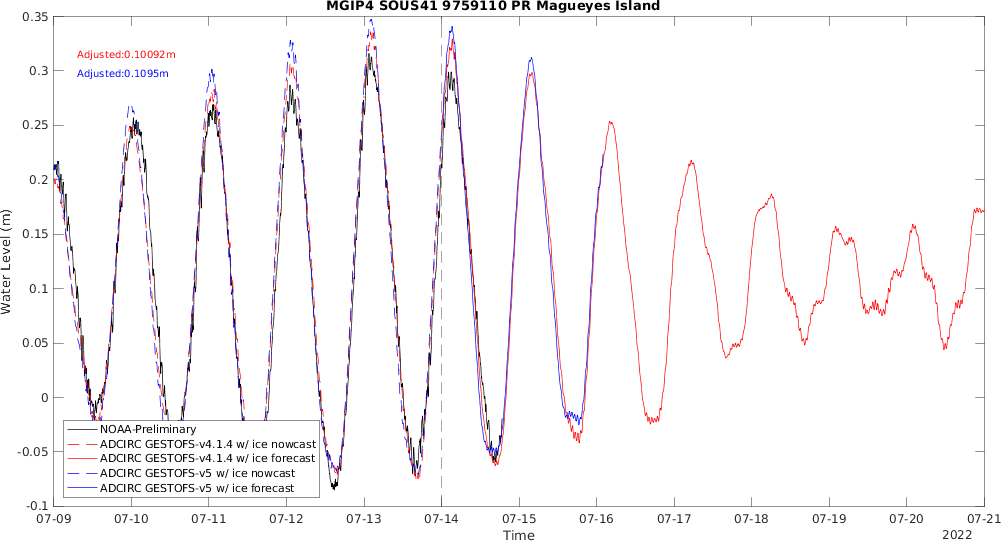 MGIP4 SOUS41 9759110 PR Magueyes Island
Adjusted:0.10092m
Adjusted:0.1095m
0.35
0.3
0.25
0.2
0.15
0.1
0.05
0
-0.05
-0.1
Water Level (m)
NOAA-Preliminary
ADCIRC GESTOFS-v4.1.4 w/ ice nowcast
ADCIRC GESTOFS-v4.1.4 w/ ice forecast
ADCIRC GESTOFS-v5 w/ ice nowcast
ADCIRC GESTOFS-v5 w/ ice forecast
07-09 07-10 07-11 07-12 07-13 07-14 07-15 07-16 07-17 07-18 07-19 07-20 07-21
Time
2022